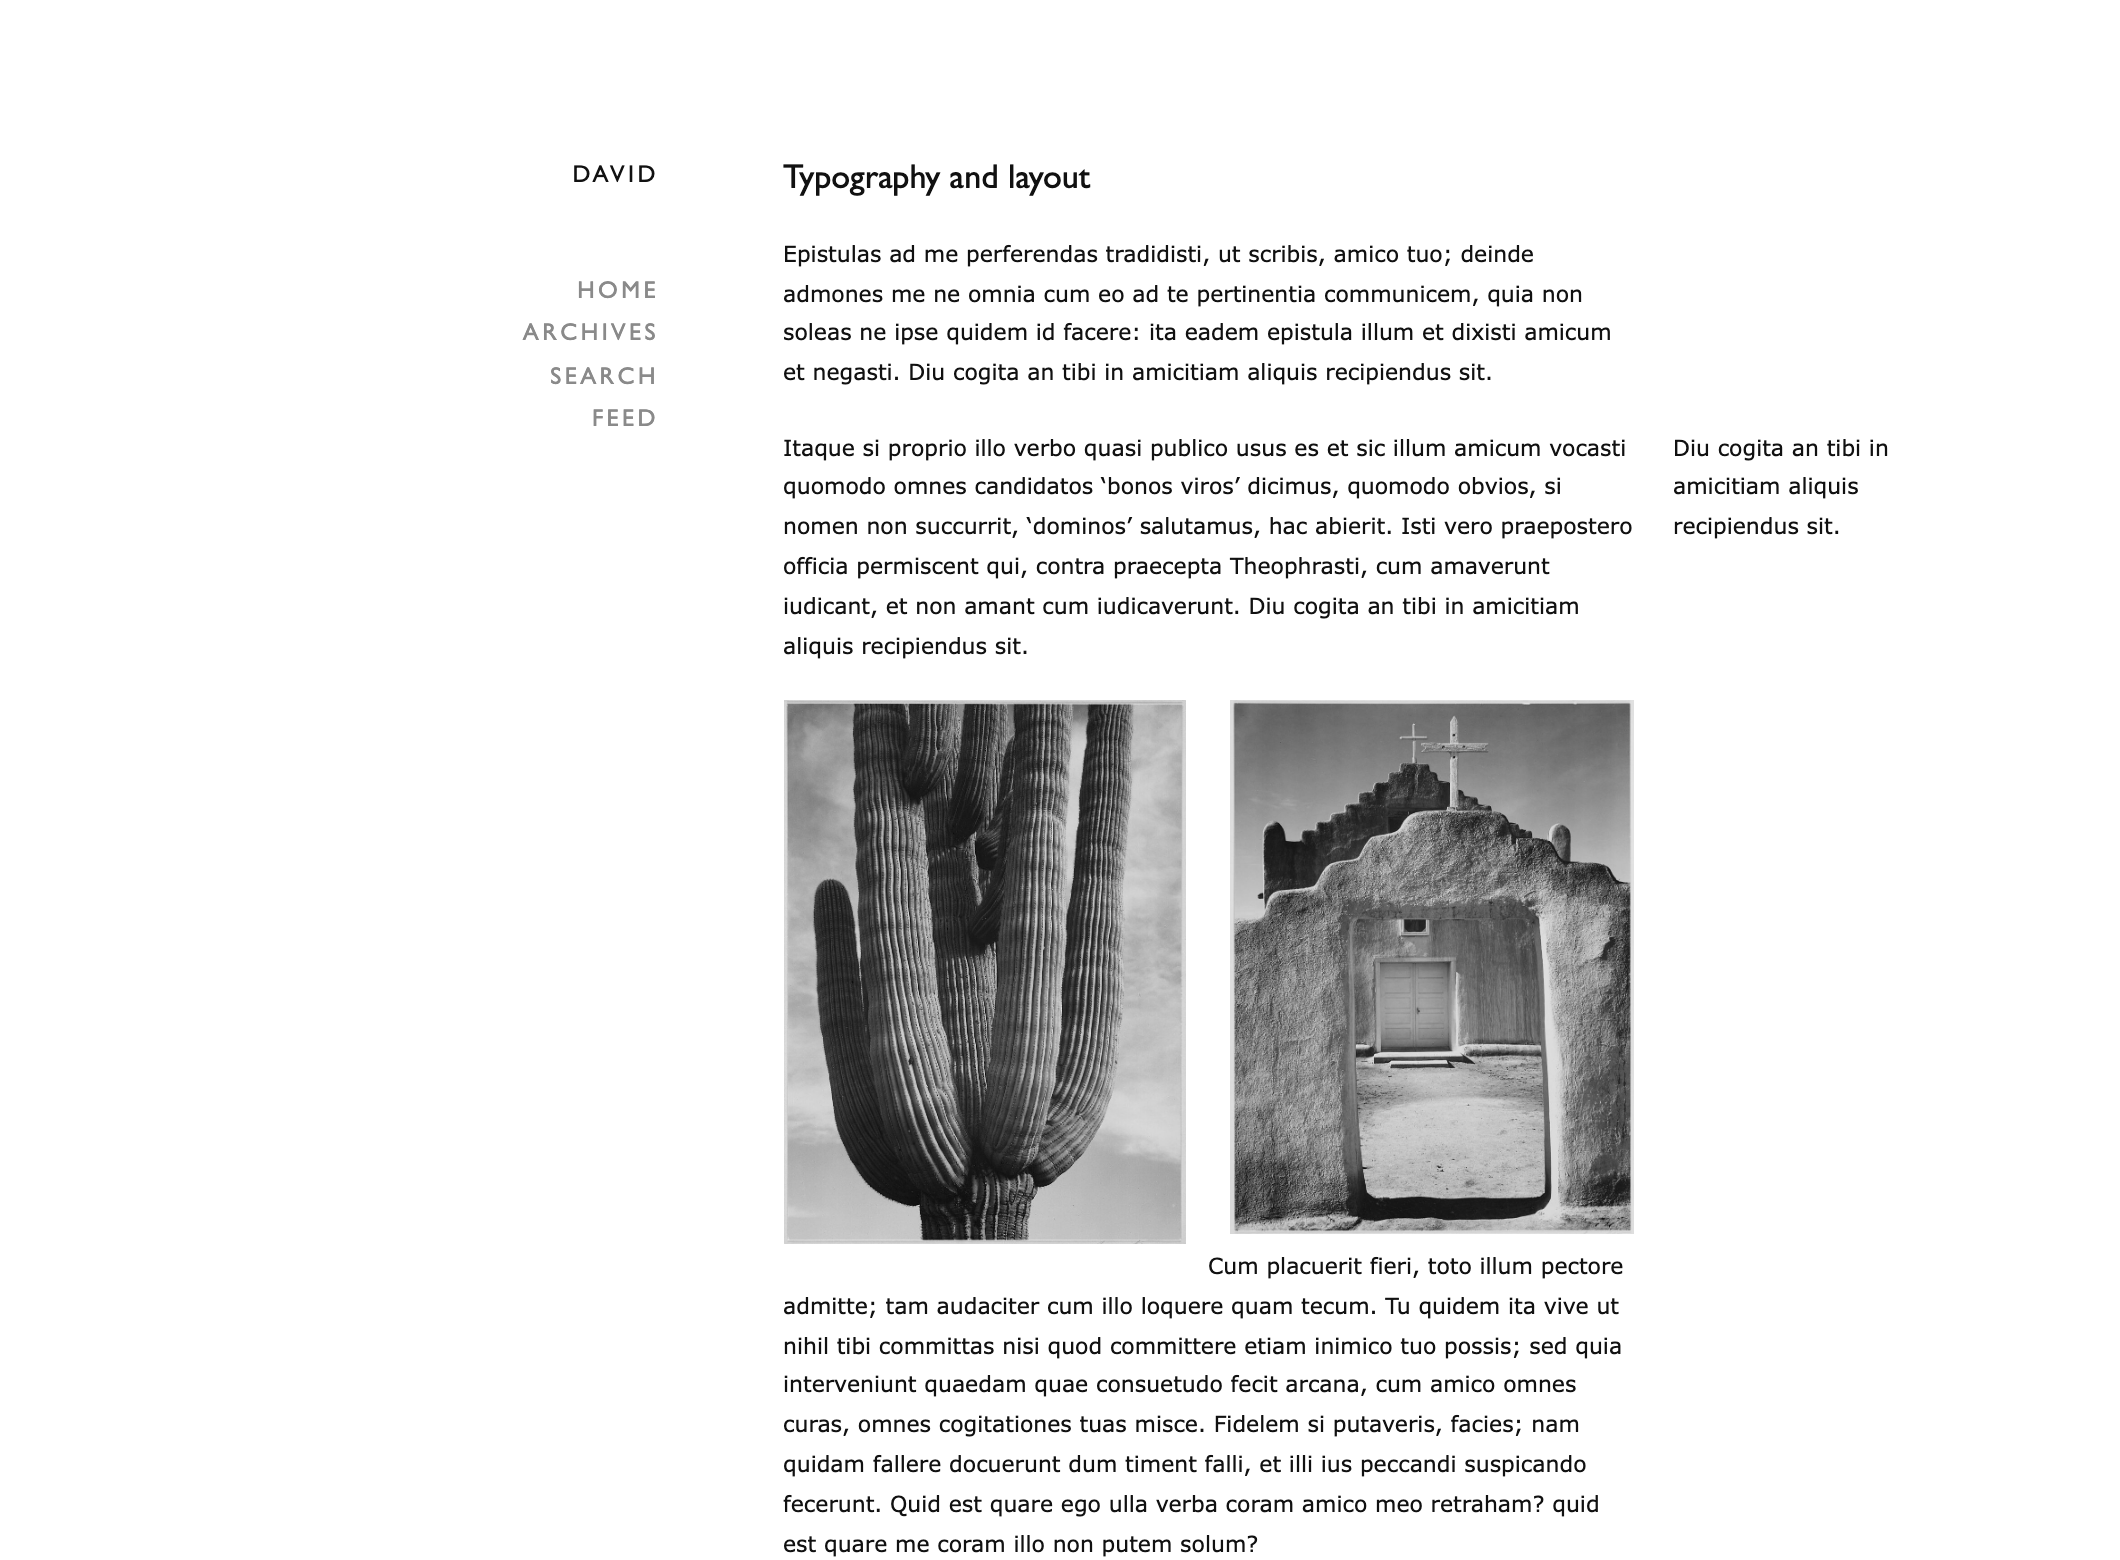 DAVID
HOME
ARCHIVES
SEARCH
FEED
Typography and layout
Epistulas ad me perferendas tradidisti, ut scribis, amico tuo; deinde
admones me ne omnia cum eo ad te pertinentia communicem, quia non
soleas ne ipse quidem id facere: ita eadem epistula illum et dixisti amicum
et negasti. Diu cogita an tibi in amicitiam aliquis recipiendus sit.
Itaque si proprio illo verbo quasi publico usus es et sic illum amicum vocasti
quomodo omnes candidatos ‘bonos viros’ dicimus, quomodo obvios, si
nomen non succurrit, ‘dominos’ salutamus, hac abierit. Isti vero praepostero
officia permiscent qui, contra praecepta Theophrasti, cum amaverunt
iudicant, et non amant cum iudicaverunt. Diu cogita an tibi in amicitiam
aliquis recipiendus sit.
Diu cogita an tibi in
amicitiam aliquis
recipiendus sit.
Cum placuerit fieri, toto illum pectore
admitte; tam audaciter cum illo loquere quam tecum. Tu quidem ita vive ut
nihil tibi committas nisi quod committere etiam inimico tuo possis; sed quia
interveniunt quaedam quae consuetudo fecit arcana, cum amico omnes
curas, omnes cogitationes tuas misce. Fidelem si putaveris, facies; nam
quidam fallere docuerunt dum timent falli, et illi ius peccandi suspicando
fecerunt. Quid est quare ego ulla verba coram amico meo retraham? quid
est quare me coram illo non putem solum?